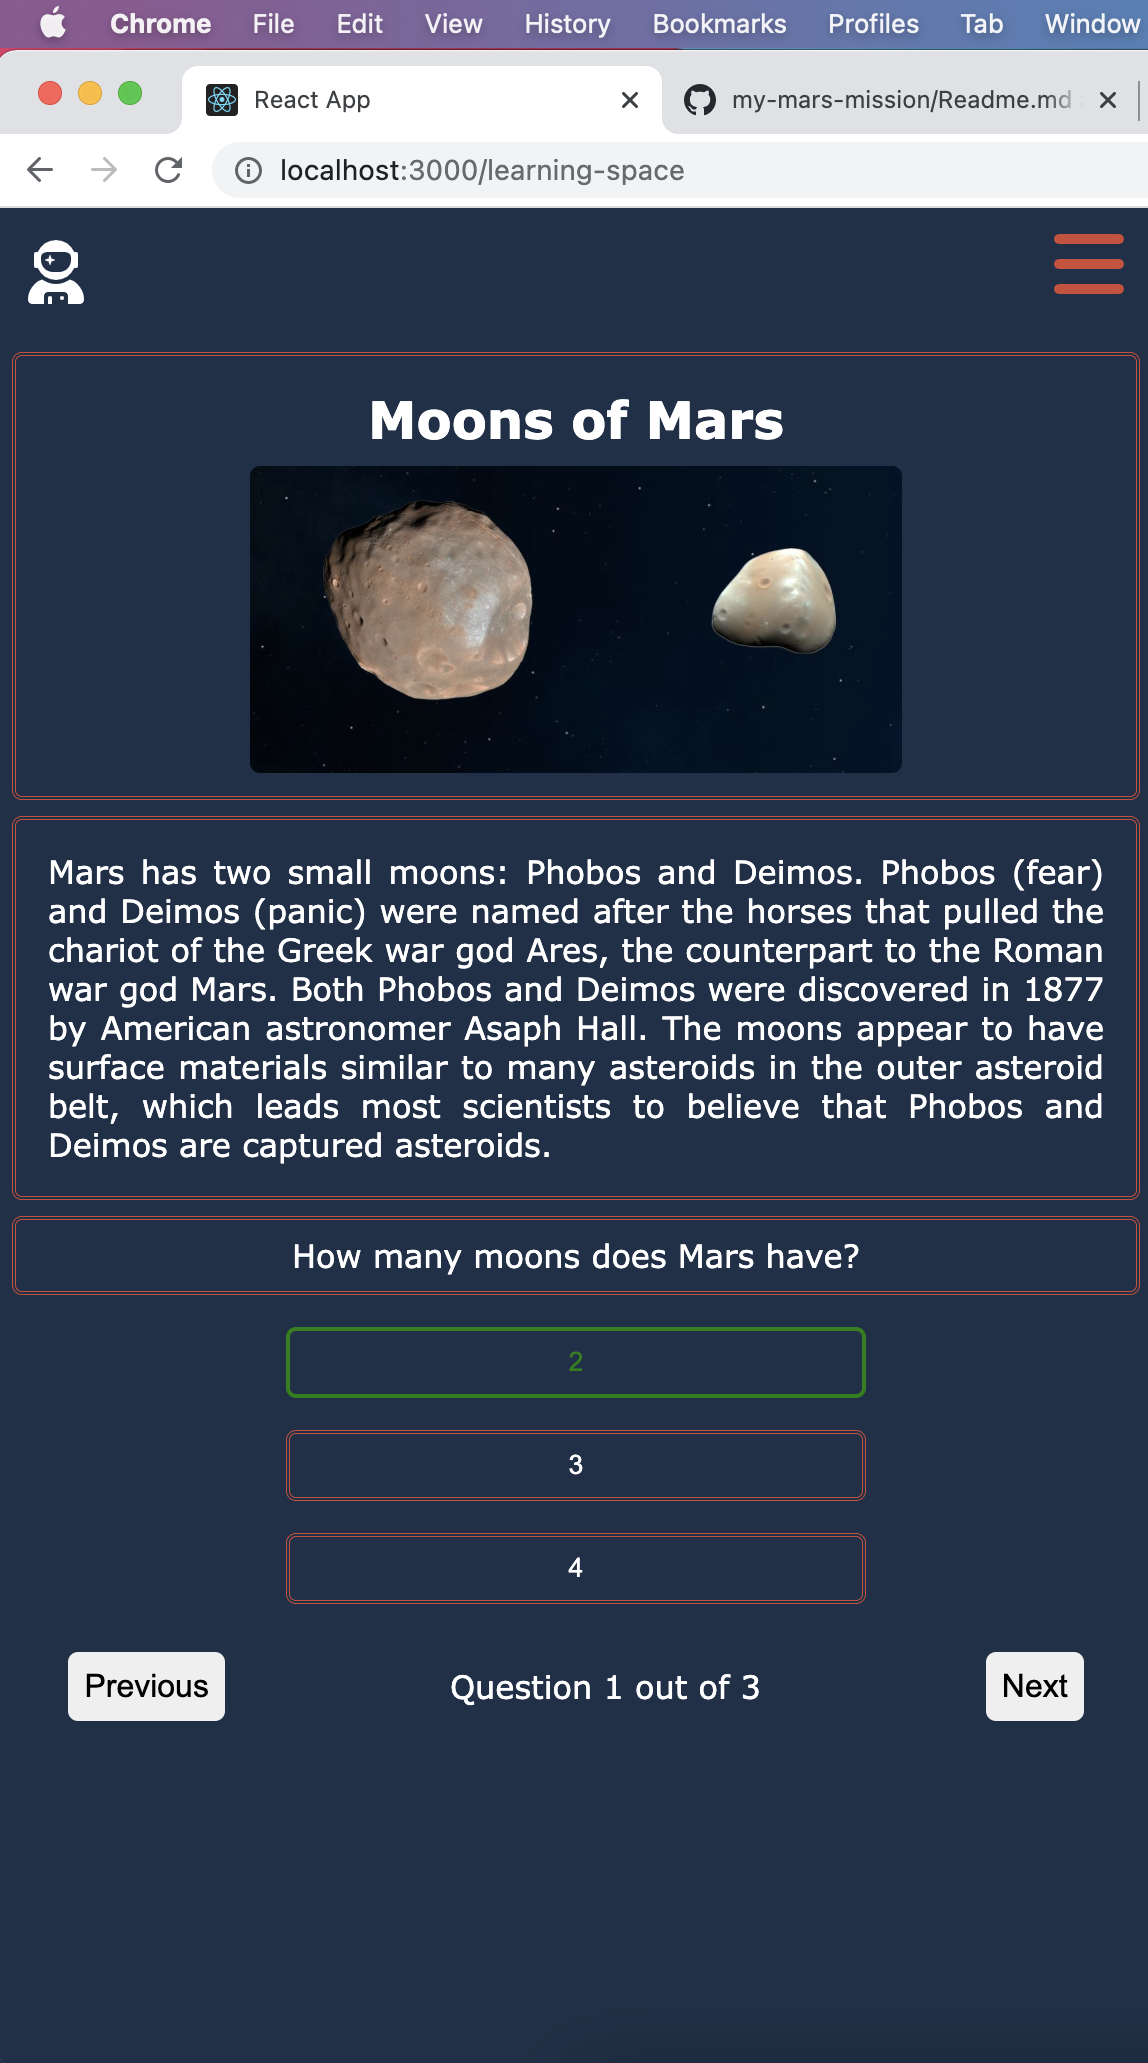 Chrome File Edit View History Bookmarks Profiles Tab Window
React App
my-mars-mission/Readme.md
localhost:3000/learning-space
Moons of Mars
Mars has two small moons: Phobos and Deimos. Phobos (fear)
and Deimos (panic) were named after the horses that pulled the
chariot of the Greek war god Ares, the counterpart to the Roman
war god Mars. Both Phobos and Deimos were discovered in 1877
by American astronomer Asaph Hall. The moons appear to have
surface materials similar to many asteroids in the outer asteroid
belt, which leads most scientists to believe that Phobos and
Deimos are captured asteroids.
How many moons does Mars have?
2
3
4
Previous Question 1 out of 3 Next